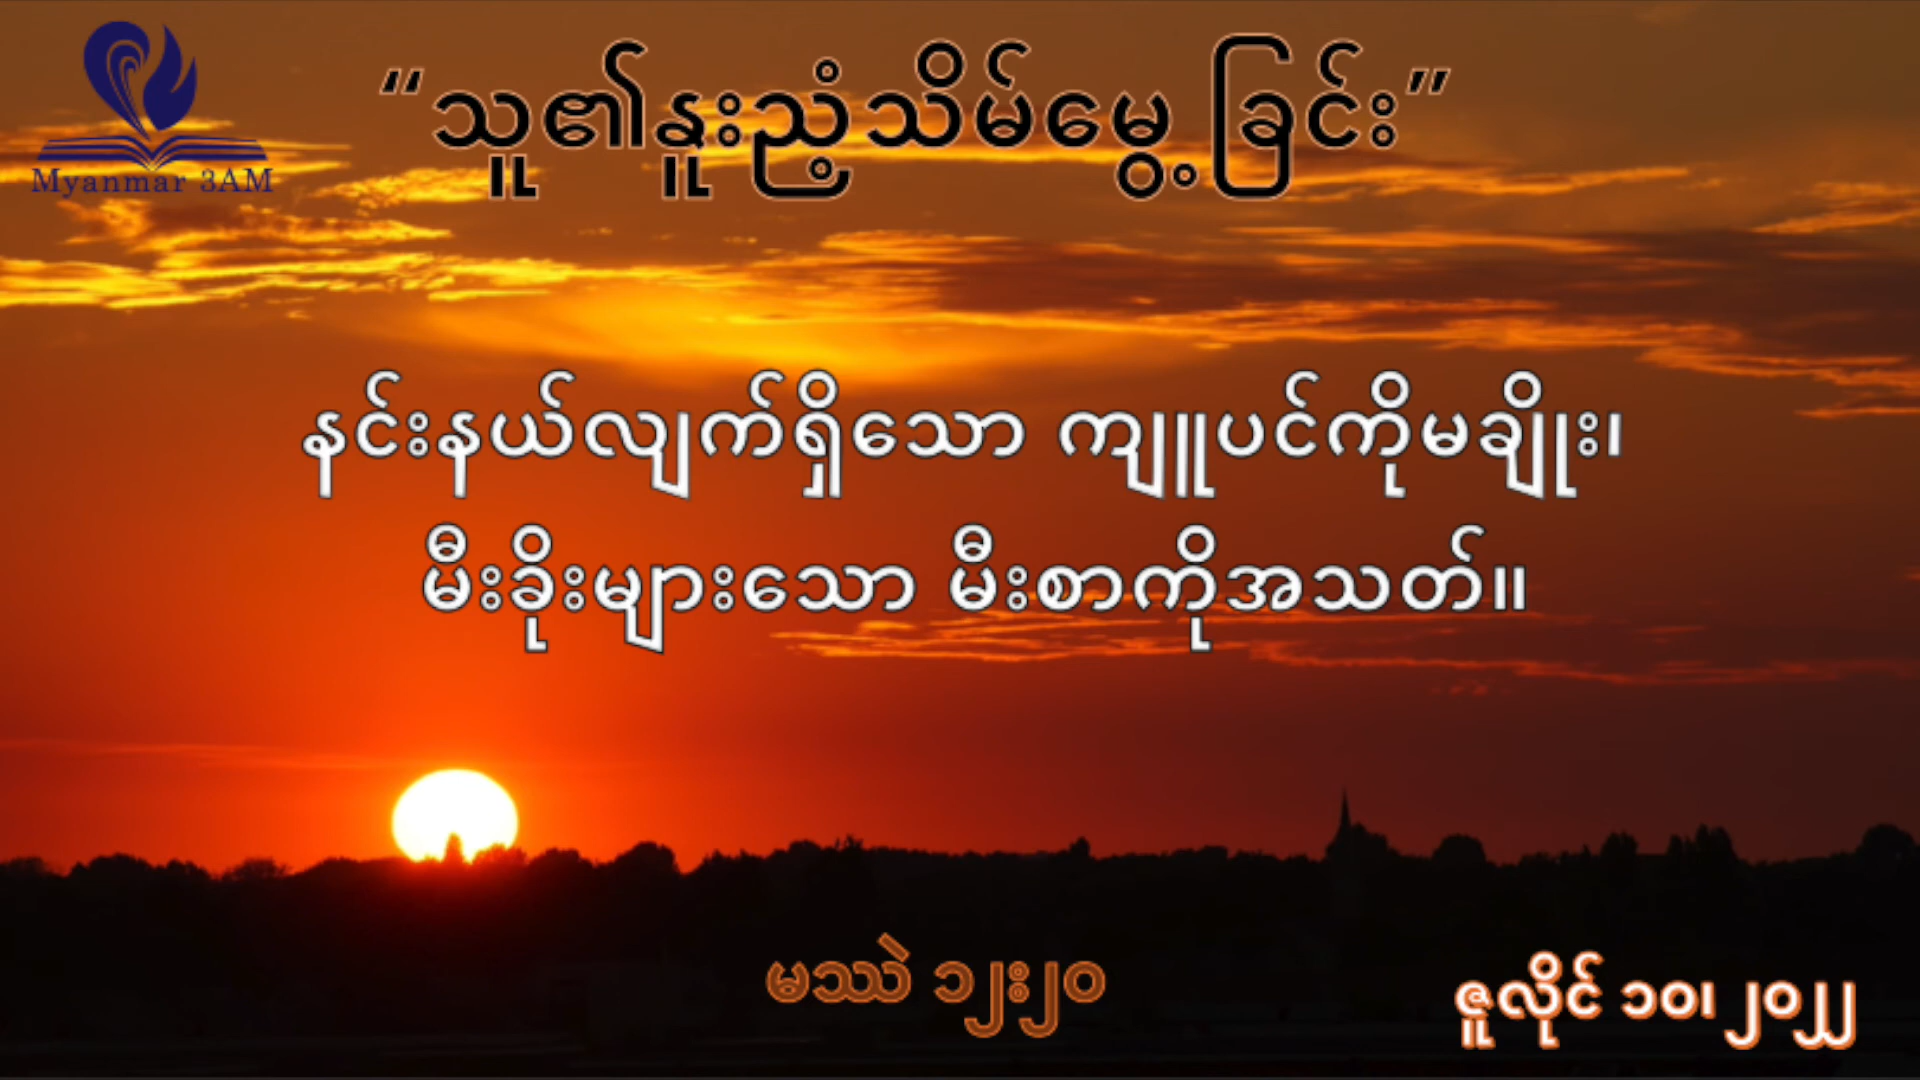 Myanmar 3AM
“သူ၏နူးညံ့သိမ်မွေ့ခြင်း”
နင်းနယ်လျက်ရှိသော ကျူပင်ကိုမချိုး၊
မီးခိုးများသော မီးစာကိုအသတ်။
မဿဲ ၁၂း၂၀
ဇူလိုင် ၁၀၊ ၂၀၂၂